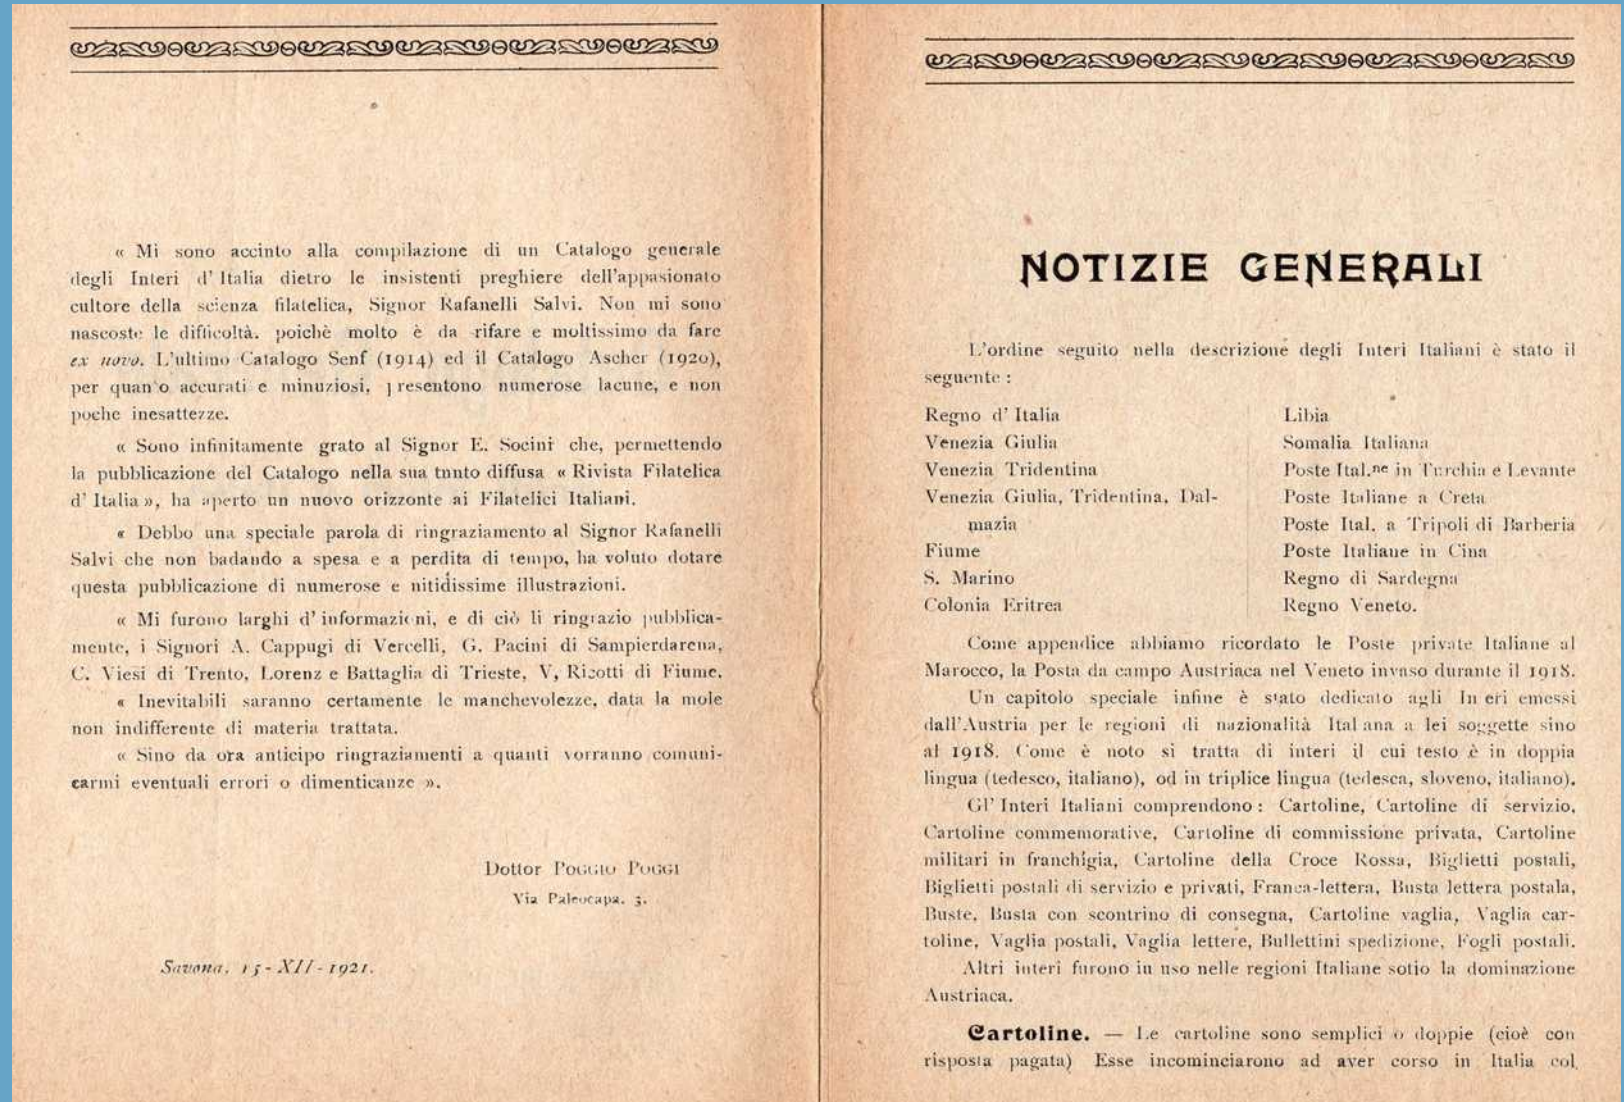 « Mi sono accinto alla compilazione di un Catalogo generale
degli Interi d' Italia dietro le insistenti preghiere dell'appasionato
cultore della scienza filatelica, Signor Rafanelli Salvi. Non mi sono
nascoste le difficoltà. poichè molto è da rifare e moltissimo da fare
ex novo. L'ultimo Catalogo Senf (1914) ed il Catalogo Ascher (1920),
per quan o accurati e minuziosi, presentono numerose lacune, e non
poche inesattezze.
« Sono infinitamente grato al Signor E. Socini che, permettendo
la pubblicazione del Catalogo nella sua tanto diffusa « Rivista Filatelica
d' Italia », ha aperto un nuovo orizzonte ai Filatelici Italiani.
« Debbo una speciale parola di ringraziamento al Signor Rafanelli
Salvi che non badando a spesa e a perdita di tempo, ha voluto dotare
questa pubblicazione di numerose e nitidissime illustrazioni.
« Mi furono larghi d' informazioni, e di ciò li ringrazio pubblica-
mente, i Signori A. Cappugi di Vercelli, G. Pacini di Sampierdarena,
C. Viesi di Trento, Lorenz e Battaglia di Trieste, V, Ricotti di Fiume.
« Inevitabili saranno certamente le manchevolezze, data la mole
non indifferente di materia trattata.
« Sino da ora anticipo ringraziamenti a quanti vorranno comuni-
carmi eventuali errori o dimenticanze ».
Dottor POGGIO POGGI
Via Paleocapa. 3.
Savona, 15 - XII - 1921.
NOTIZIE GENERALI
L'ordine seguito nella descrizione degli Interi Italiani è stato il
seguente :
Regno d' Italia
Venezia Giulia
Venezia Tridentina
Venezia Giulia, Tridentina, Dal-
mazia
Fiume
S. Marino
Colonia Eritrea
Libia
Somalia Italiana
Poste Ital.ne in Turchia e Levante
Poste Italiane a Creta
Poste Ital. a Tripoli di Barberia
Poste Italiane in Cina
Regno di Sardegna
Regno Veneto.
Come appendice abbiamo ricordato le Poste private Italiane al
Marocco, la Posta da campo Austriaca nel Veneto invaso durante il 1918.
Un capitolo speciale infine è stato dedicato agli In eri emessi
dall'Austria per le regioni di nazionalità Ital ana a lei soggette sino
al 1918. Come è noto si tratta di interi il cui testo è in doppia
lingua (tedesco, italiano), od in triplice lingua (tedesca, sloveno, italiano).
Gl' Interi Italiani comprendono : Cartoline, Cartoline di servizio,
Cartoline commemorative, Cartoline di commissione privata, Cartoline
militari in franchigia, Cartoline della Croce Rossa, Biglietti postali,
Biglietti postali di servizio e privati, Franca-lettera, Busta lettera postala,
Buste, Busta con scontrino di consegna, Cartoline vaglia, Vaglia car-
toline, Vaglia postali, Vaglia lettere, Bullettini spedizione, Fogli postali.
Altri interi furono in uso nelle regioni Italiane sotto la dominazione
Austriaca.
Cartoline. — Le cartoline sono semplici o doppie (cioè con
risposta pagata) Esse incominciarono ad aver corso in Italia col